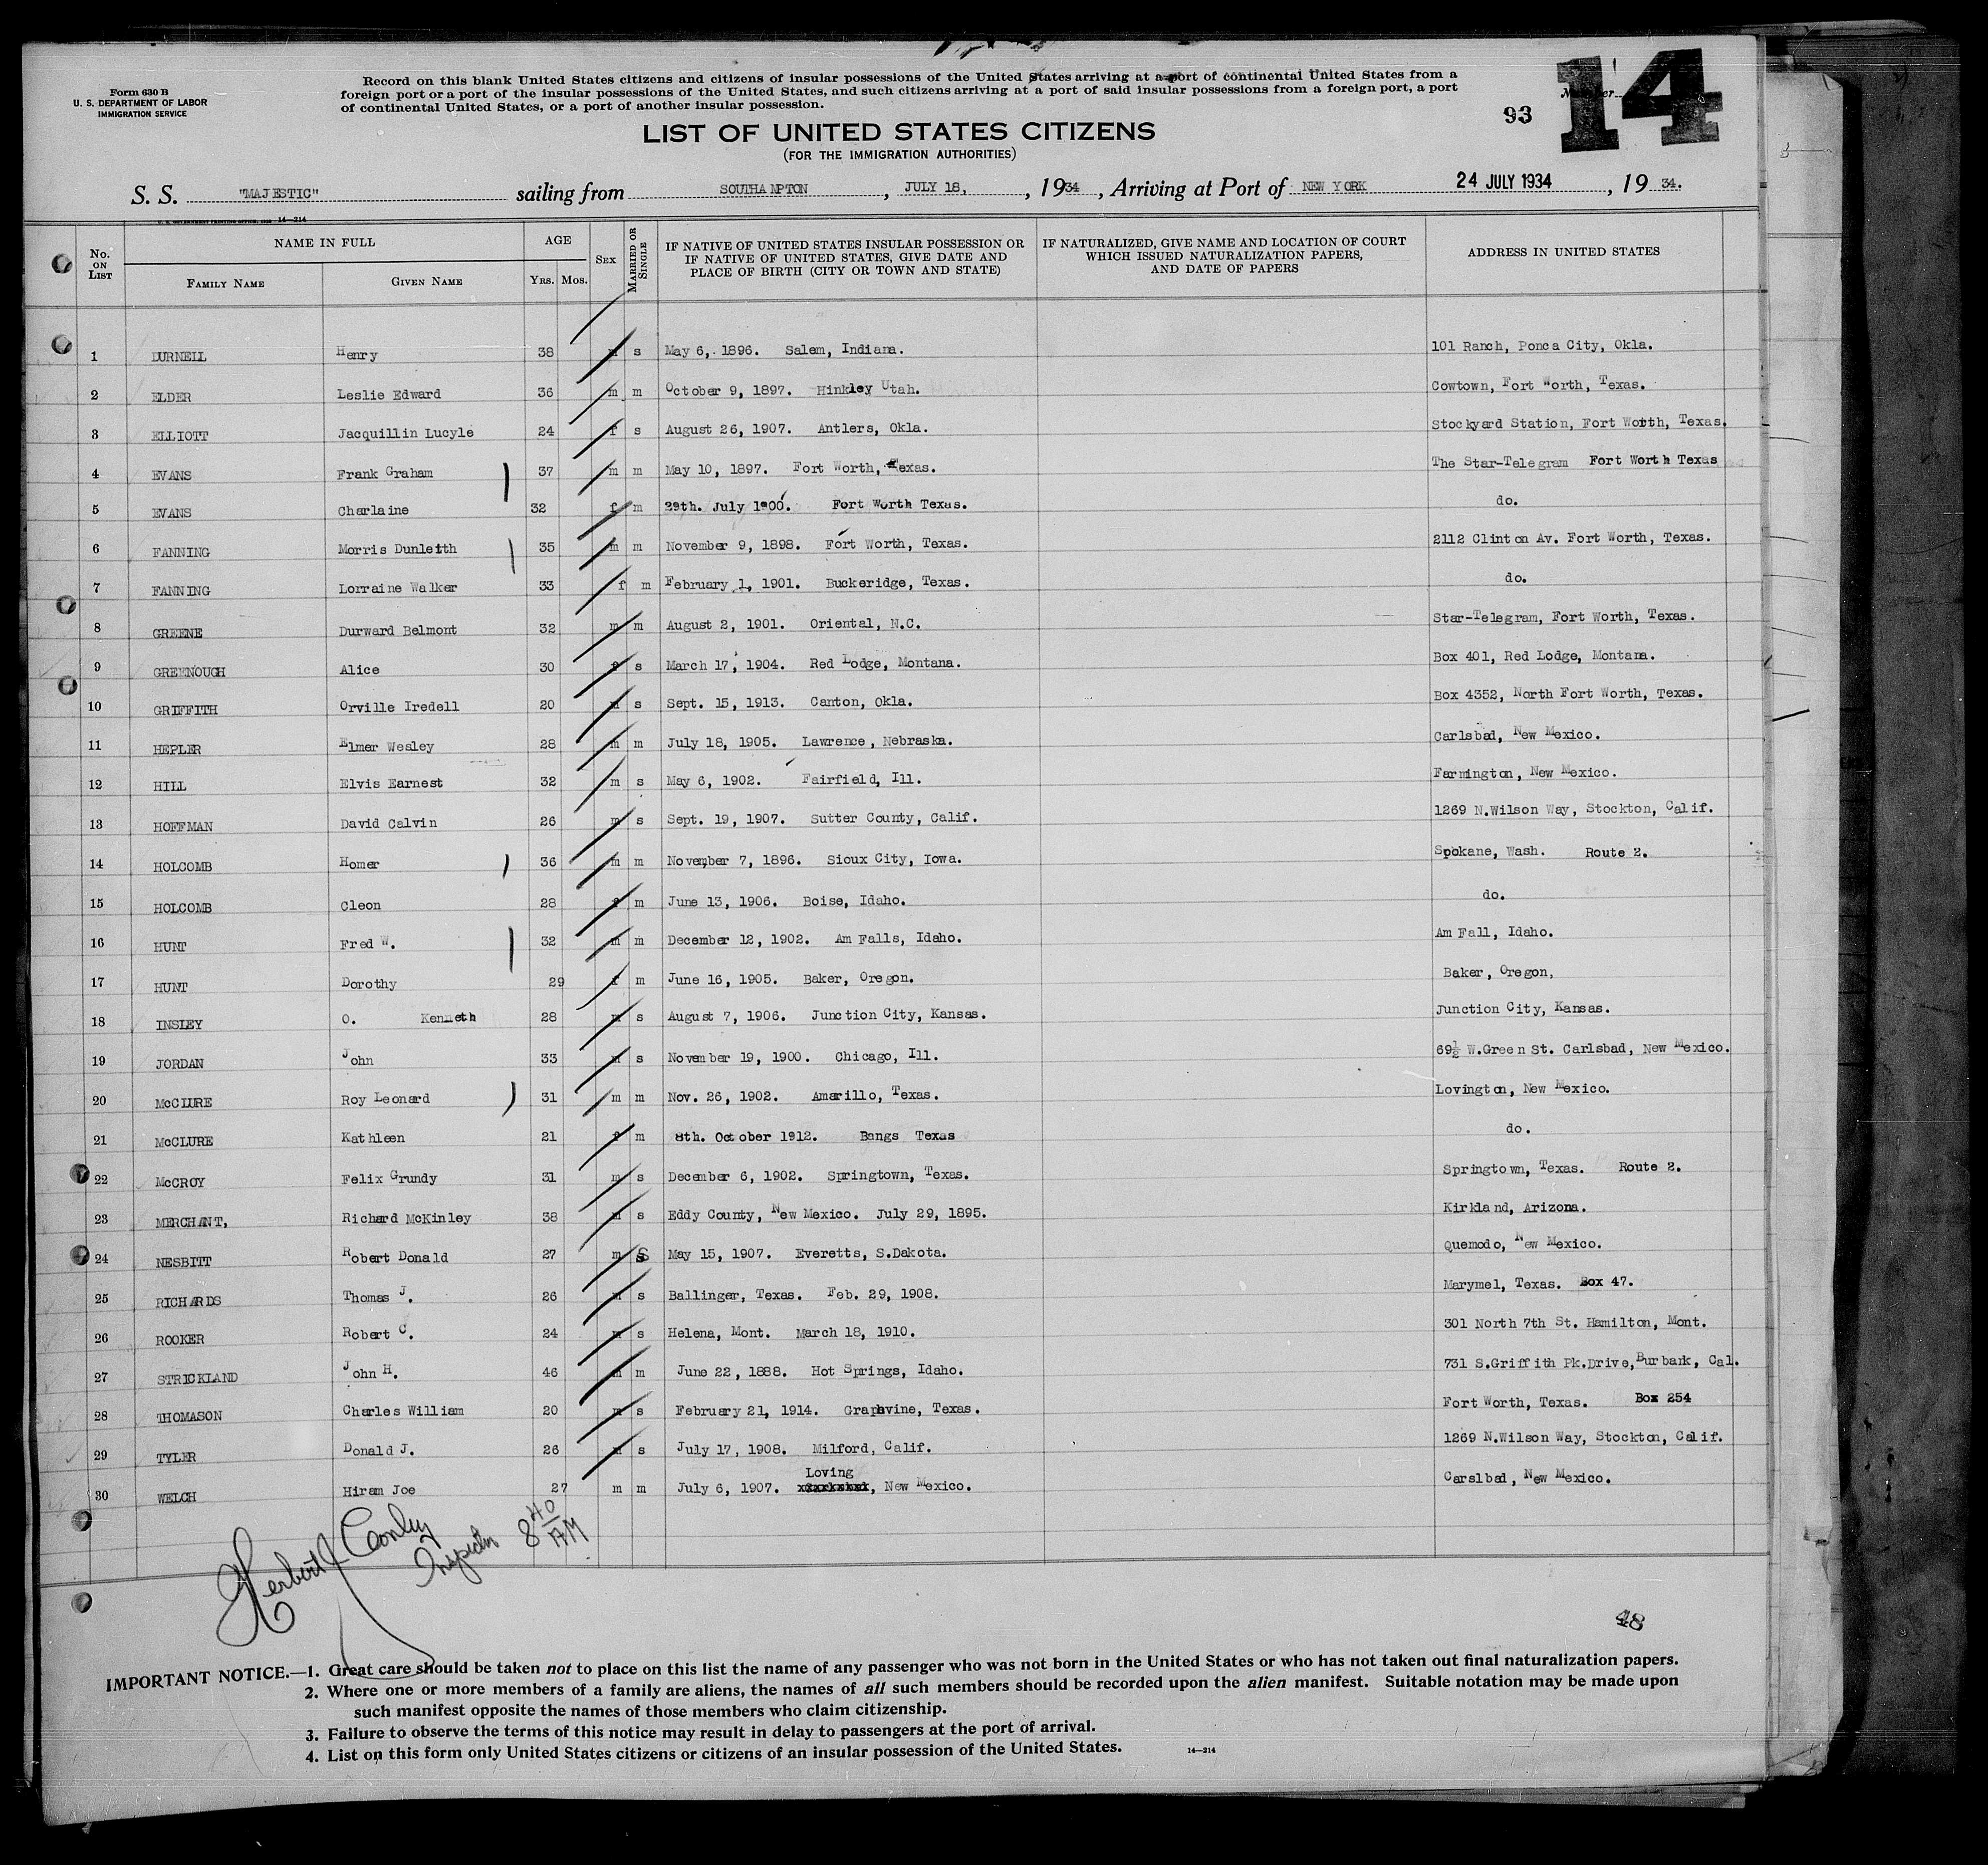 Form 630 B
U. S. DEPARTMENT OF LABOR
IMMIGRATION SERVICE
Record on this blank United States citizens and citizens of insular possessions of the United States arriving at a port of continental United States from a
foreign port or a port of the insular possessions of the United States, and such citizens arriving at a port of said insular possessions from a foreign port, a port
of continental United States, or a port of another insular possession.
93 14
LIST OF UNITED STATES CITIZENS
(FOR THE IMMIGRATION AUTHORITIES)
S. S. "MAJESTIC" sailing from SOUTHAMPTON, JULY 18, , 1934, Arriving at Port of NEW YORK 24 JULY 1934, 19 34.
14—214
No. ON LIST NAME IN FULL AGE SEX MARRIED OR SINGLE IF NATIVE OF UNITED STATES INSULAR POSSESSION OR IF NATIVE OF UNITED STATES, GIVE DATE AND PLACE OF BIRTH (CITY OR TOWN AND STATE) IF NATURALIZED, GIVE NAME AND LOCATION OF COURT WHICH ISSUED NATURALIZATION PAPERS, AND DATE OF PAPERS ADDRESS IN UNITED STATES
FAMILY NAME GIVEN NAME YRS. MOS.
1 DURNELL Henry 38 m s May 6, 1896. Salem, Indiana. 101 Ranch, Ponca City, Okla.
2 ELDER Leslie Edward 36 m m October 9, 1897. Hinkley Utah. Cowtown, Fort Worth, Texas.
3 ELLIOTT Jacquillin Lucyle 24 f s August 26, 1907. Antlers, Okla. Stockyard Station, Fort Worth, Texas.
4 EVANS Frank Graham 37 m m May 10, 1897. Fort Worth, Texas. The Star-Telegram Fort Worth Texas
5 EVANS Charlaine 32 f m 29th. July 1900. Fort Worth Texas. do.
6 FANNING Morris Dunleith 35 m m November 9, 1898. Fort Worth, Texas. 2112 Clinton Av. Fort Worth, Texas.
7 FANNING Lorraine Walker 33 f m February 1, 1901. Buckeridge, Texas. do.
8 GREENE Durward Belmont 32 m m August 2, 1901. Oriental, N.C. Star-Telegram, Fort Worth, Texas.
9 GREENOUGH Alice 30 f s March 17, 1904. Red Lodge, Montana. Box 401, Red Lodge, Montana.
10 GRIFFITH Orville Iredell 20 m s Sept. 15, 1913. Canton, Okla. Box 4352, North Fort Worth, Texas.
11 HEPLER Elmer Wesley 28 m m July 18, 1905. Lawrence, Nebraska. Carlsbad, New Mexico.
12 HILL Elvis Earnest 32 m s May 6, 1902. Fairfield, Ill. Farmington, New Mexico.
13 HOFFMAN David Calvin 26 m s Sept. 19, 1907. Sutter County, Calif. 1269 N.Wilson Way, Stockton, Calif.
14 HOLCOMB Homer 36 m m November 7, 1896. Sioux City, Iowa. Spokane, Wash. Route 2.
15 HOLCOMB Cleon 28 f m June 13, 1906. Boise, Idaho. do.
16 HUNT Fred W. 32 m m December 12, 1902. Am Falls, Idaho. Am Fall, Idaho.
17 HUNT Dorothy 29 f m June 16, 1905. Baker, Oregon. Baker, Oregon,
18 INSLEY O. Kenneth 28 m s August 7, 1906. Junction City, Kansas. Junction City, Kansas.
19 JORDAN John 33 m s November 19, 1900. Chicago, Ill. 69½ W.Green St. Carlsbad, New Mexico.
20 McCLURE Roy Leonard 31 m m Nov. 26, 1902. Amarillo, Texas. Lovington, New Mexico.
21 McCLURE Kathleen 21 f m 8th. October 1912. Bangs Texas do.
22 McCROY Felix Grundy 31 m s December 6, 1902. Springtown, Texas. Springtown, Texas. Route 2.
23 MERCHANT, Richard McKinley 38 m s Eddy County, New Mexico. July 29, 1895. Kirkland, Arizona.
24 NESBITT Robert Donald 27 m S May 15, 1907. Everetts, S.Dakota. Quemodo, New Mexico.
25 RICHARDS Thomas J. 26 m s Ballinger, Texas. Feb. 29, 1908. Marymel, Texas. Box 47.
26 ROOKER Robert C. 24 m s Helena, Mont. March 18, 1910. 301 North 7th St. Hamilton, Mont.
27 STRICKLAND John H. 46 m m June 22, 1888. Hot Springs, Idaho. 731 S.Griffith Pk.Drive, Burbank, Cal.
28 THOMASON Charles William 20 m s February 21, 1914. Grapevine, Texas. Fort Worth, Texas. Box 254
29 TYLER Donald J. 26 m s July 17, 1908. Milford, Calif. 1269 N.Wilson Way, Stockton, Calif.
30 WELCH Hiram Joe 27 m m July 6, 1907. Loving, New Mexico. Carslbad, New Mexico.
Herbert J Conley Inspector 8 40 AM
48
IMPORTANT NOTICE.—1. Great care should be taken not to place on this list the name of any passenger who was not born in the United States or who has not taken out final naturalization papers.
2. Where one or more members of a family are aliens, the names of all such members should be recorded upon the alien manifest. Suitable notation may be made upon
such manifest opposite the names of those members who claim citizenship.
3. Failure to observe the terms of this notice may result in delay to passengers at the port of arrival.
4. List on this form only United States citizens or citizens of an insular possession of the United States. 14—214